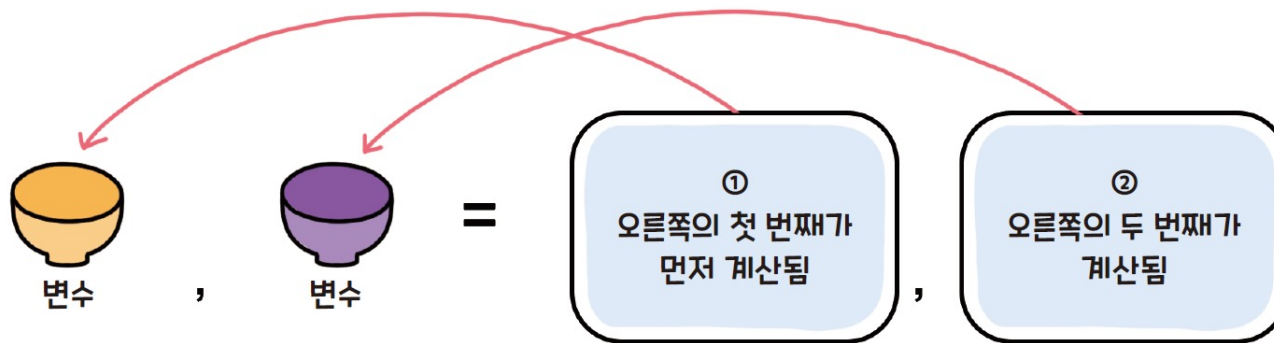 ①
오른쪽의 첫 번째가
먼저 계산됨
②
오른쪽의 두 번째가
계산됨
변수 , 변수 = ,